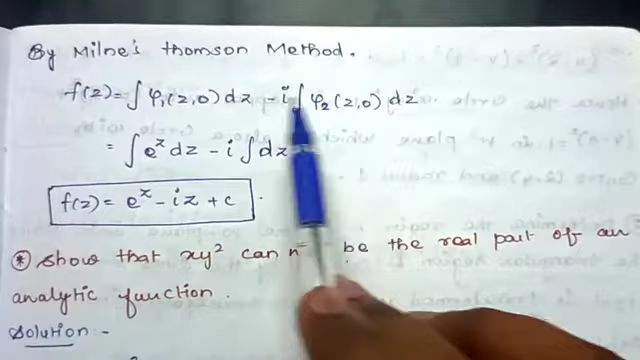 By Milne's thomson Method.
f(z) = ∫ φ₁(z,0) dz - i ∫ φ₂(z,0) dz
= ∫ e^z dz - i ∫ dz
f(z) = e^z - iz + c.
* Show that xy² can n be the real part of an
analytic function.
Solution:-